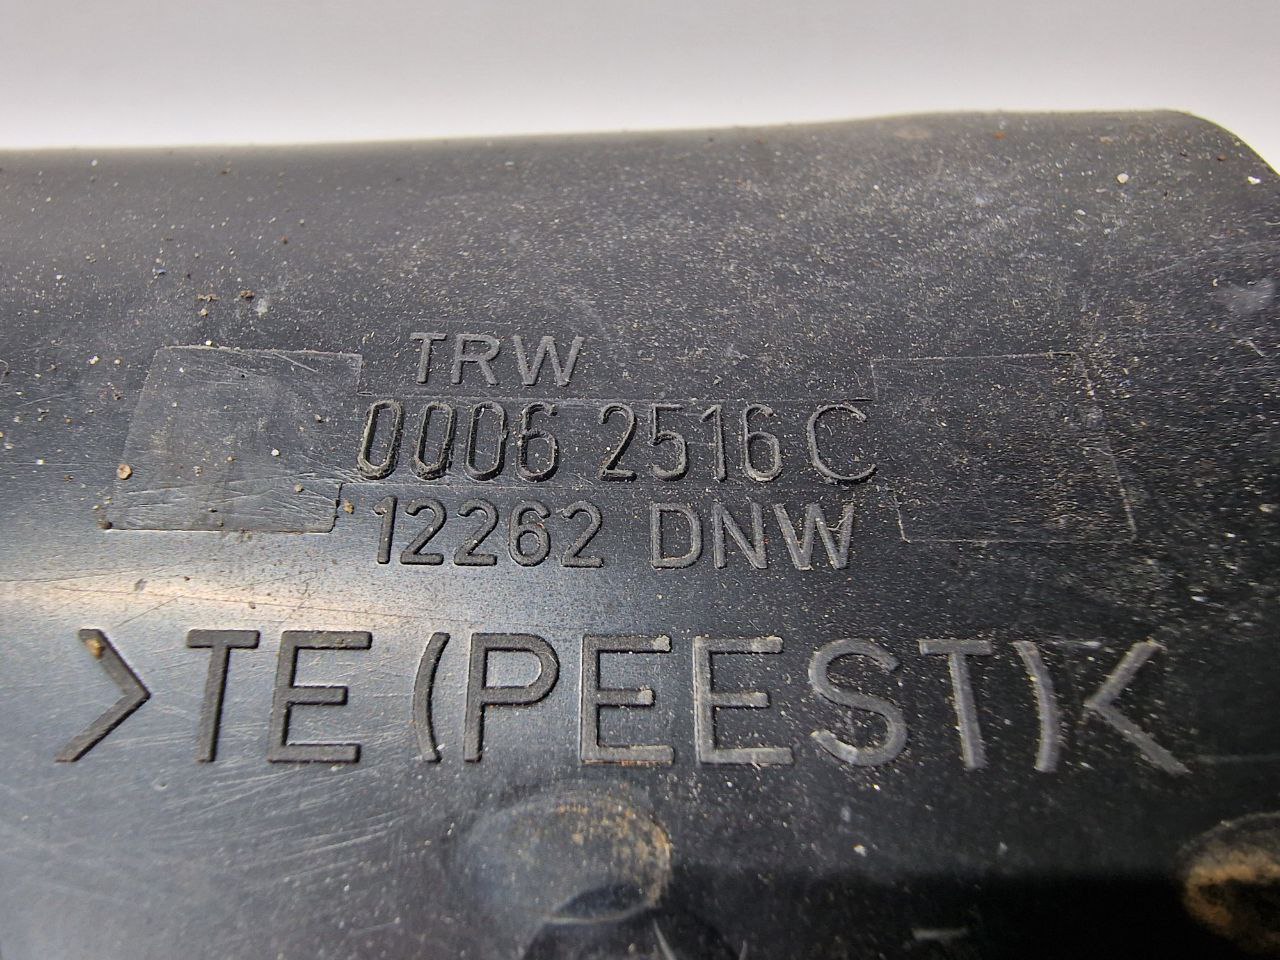 TRW
0006 2516 C
12262 DNW
>TE(PEEST)<